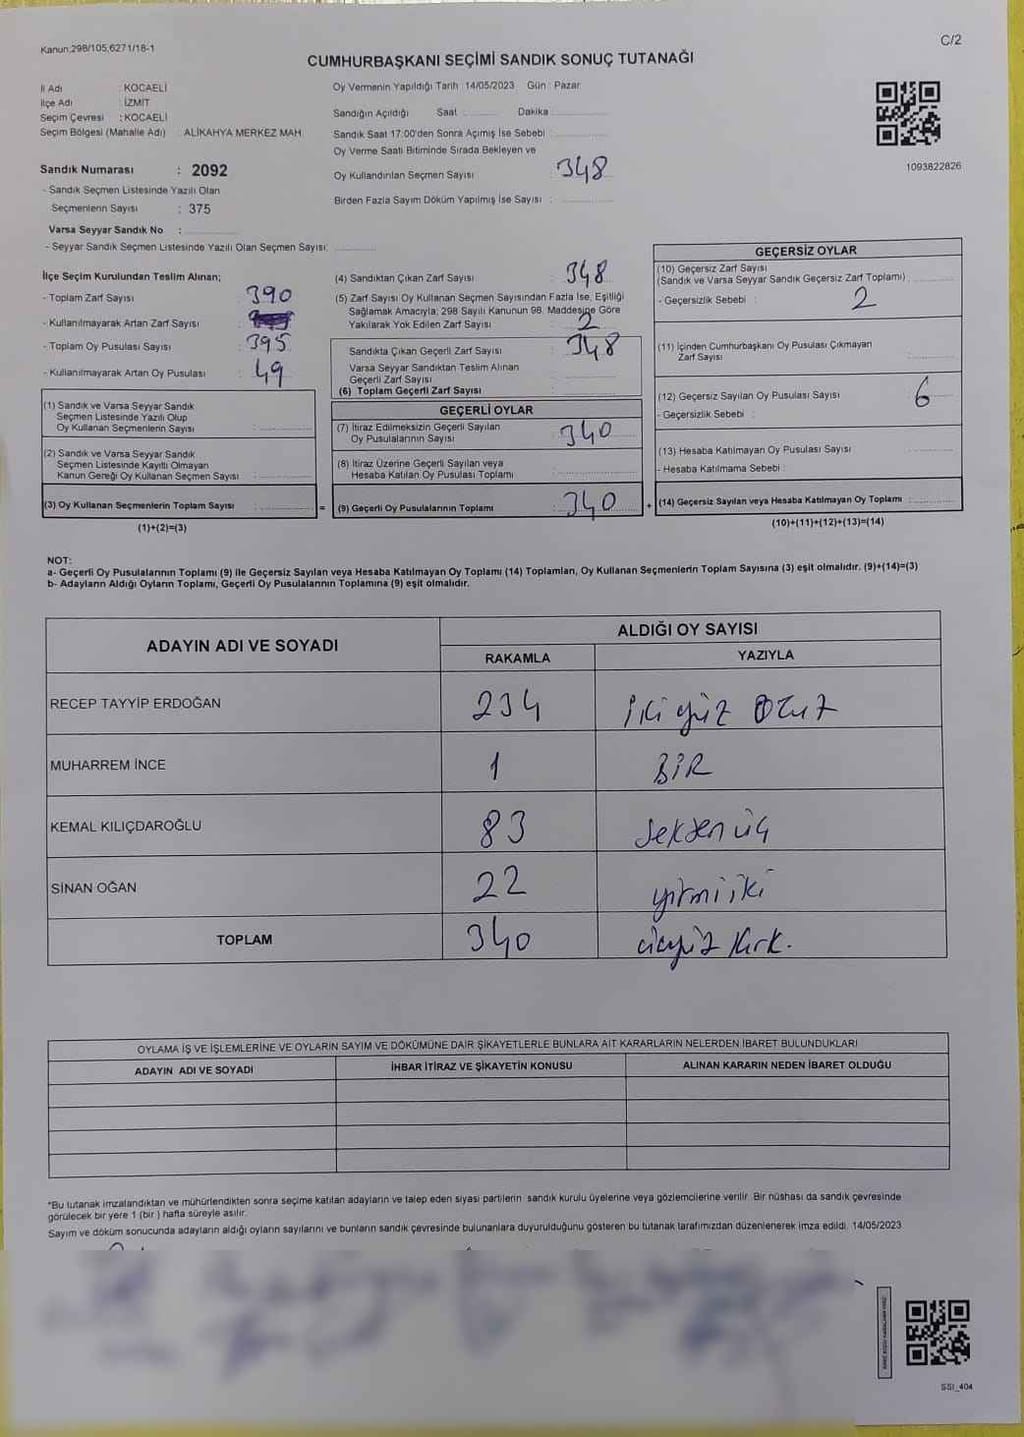 Kanun:298/105,6271/18-1
C/2
CUMHURBAŞKANI SEÇİMİ SANDIK SONUÇ TUTANAĞI
İl Adı : KOCAELİ
İlçe Adı : İZMİT
Seçim Çevresi : KOCAELİ
Seçim Bölgesi (Mahalle Adı) : ALİKAHYA MERKEZ MAH.
Oy Vermenin Yapıldığı Tarih : 14/05/2023 Gün : Pazar
Sandığın Açıldığı Saat Dakika
Sandık Saat 17:00'den Sonra Açımış İse Sebebi
Oy Verme Saati Bitiminde Sırada Bekleyen ve
Oy Kullandırılan Seçmen Sayısı : 348
Birden Fazla Sayım Döküm Yapılmış İse Sayısı :
1093822826
Sandık Numarası : 2092
- Sandık Seçmen Listesinde Yazılı Olan
Seçmenlerin Sayısı : 375
Varsa Seyyar Sandık No :
- Seyyar Sandık Seçmen Listesinde Yazılı Olan Seçmen Sayısı:
İlçe Seçim Kurulundan Teslim Alınan;
- Toplam Zarf Sayısı : 390
- Kullanılmayarak Artan Zarf Sayısı :
- Toplam Oy Pusulası Sayısı : 395
- Kullanılmayarak Artan Oy Pusulası : 49
(1) Sandık ve Varsa Seyyar Sandık
Seçmen Listesinde Yazılı Olup
Oy Kullanan Seçmenlerin Sayısı :
(2) Sandık ve Varsa Seyyar Sandık
Seçmen Listesinde Kayıtlı Olmayan
Kanun Gereği Oy Kullanan Seçmen Sayısı :
(3) Oy Kullanan Seçmenlerin Toplam Sayısı :
(1)+(2)=(3)
(4) Sandıktan Çıkan Zarf Sayısı : 348
(5) Zarf Sayısı Oy Kullanan Seçmen Sayısından Fazla İse, Eşitliği
Sağlamak Amacıyla, 298 Sayılı Kanunun 98. Maddesine Göre
Yakılarak Yok Edilen Zarf Sayısı : 2
Sandıkta Çıkan Geçerli Zarf Sayısı : 348
Varsa Seyyar Sandıktan Teslim Alınan
Geçerli Zarf Sayısı
(6) Toplam Geçerli Zarf Sayısı
=
GEÇERLİ OYLAR
(7) İtiraz Edilmeksizin Geçerli Sayılan
Oy Pusulalarının Sayısı : 340
(8) İtiraz Üzerine Geçerli Sayılan veya
Hesaba Katılan Oy Pusulası Toplamı
(9) Geçerli Oy Pusulalarının Toplamı : 340
+
GEÇERSİZ OYLAR
(10) Geçersiz Zarf Sayısı
(Sandık ve Varsa Seyyar Sandık Geçersiz Zarf Toplamı)
- Geçersizlik Sebebi : 2
(11) İçinden Cumhurbaşkanı Oy Pusulası Çıkmayan
Zarf Sayısı
(12) Geçersiz Sayılan Oy Pusulası Sayısı : 6
- Geçersizlik Sebebi :
(13) Hesaba Katılmayan Oy Pusulası Sayısı
- Hesaba Katılmama Sebebi :
(14) Geçersiz Sayılan veya Hesaba Katılmayan Oy Toplamı :
(10)+(11)+(12)+(13)=(14)
NOT:
a- Geçerli Oy Pusulalarının Toplamı (9) ile Geçersiz Sayılan veya Hesaba Katılmayan Oy Toplamı (14) Toplamları, Oy Kullanan Seçmenlerin Toplam Sayısına (3) eşit olmalıdır. (9)+(14)=(3)
b- Adayların Aldığı Oyların Toplamı, Geçerli Oy Pusulalarının Toplamına (9) eşit olmalıdır.
ADAYIN ADI VE SOYADI
ALDIĞI OY SAYISI
RAKAMLA YAZIYLA
RECEP TAYYİP ERDOĞAN 234 iki yüz otuz
MUHARREM İNCE 1 BİR
KEMAL KILIÇDAROĞLU 83 seksen üç
SİNAN OĞAN 22 yirmi iki
TOPLAM 340 kırk.
OYLAMA İŞ VE İŞLEMLERİNE VE OYLARIN SAYIM VE DÖKÜMÜNE DAİR ŞİKAYETLERLE BUNLARA AİT KARARLARIN NELERDEN İBARET BULUNDUKLARI
ADAYIN ADI VE SOYADI İHBAR İTİRAZ VE ŞİKAYETİN KONUSU ALINAN KARARIN NEDEN İBARET OLDUĞU
*Bu tutanak imzalandıktan ve mühürlendikten sonra seçime katılan adayların ve talep eden siyasi partilerin sandık kurulu üyelerine veya gözlemcilerine verilir. Bir nüshası da sandık çevresinde
görülecek bir yere 1 (bir ) hafta süreyle asılır.
Sayım ve döküm sonucunda adayların aldığı oyların sayılarını ve bunların sandık çevresinde bulunanlara duyurulduğunu gösteren bu tutanak tarafımızdan düzenlenerek imza edildi. 14/05/2023
SSI_404